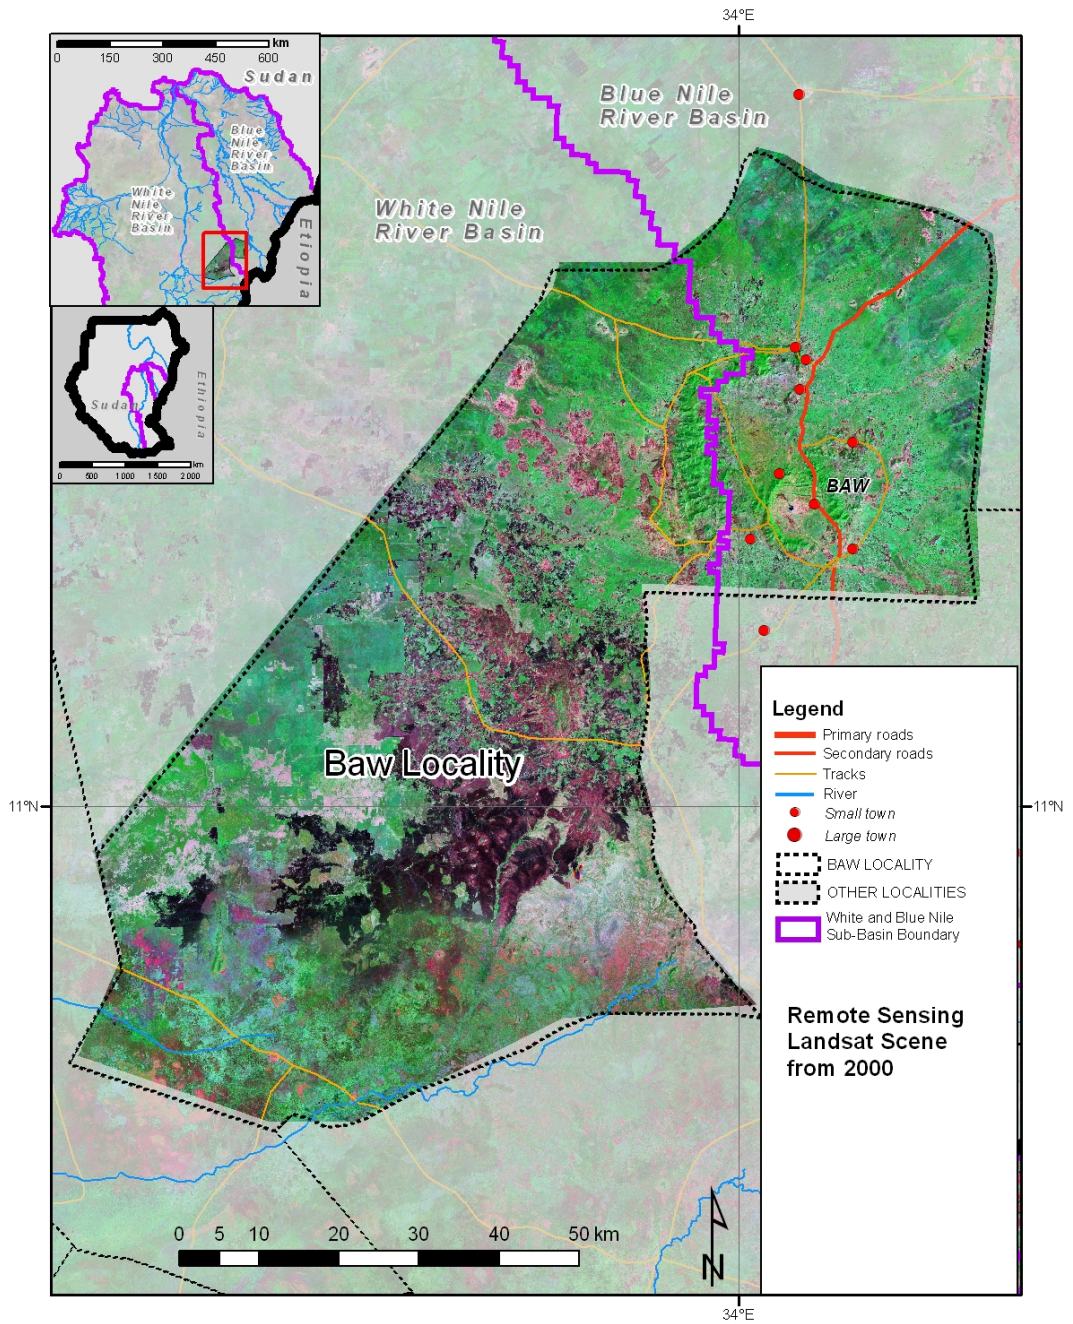 34°E
km
0 150 300 450 600
Sudan
Blue
Nile
River
Basin
White
Nile
River
Basin
Etiopia
Sudan
Ethiopia
km
0 500 1 000 1 500 2 000
Blue Nile
River Basin
White Nile
River Basin
BAW
Baw Locality
11°N
11°N
Legend
Primary roads
Secondary roads
Tracks
River
Small town
Large town
BAW LOCALITY
OTHER LOCALITIES
White and Blue Nile
Sub-Basin Boundary
Remote Sensing
Landsat Scene
from 2000
0 5 10 20 30 40 50 km
N
34°E